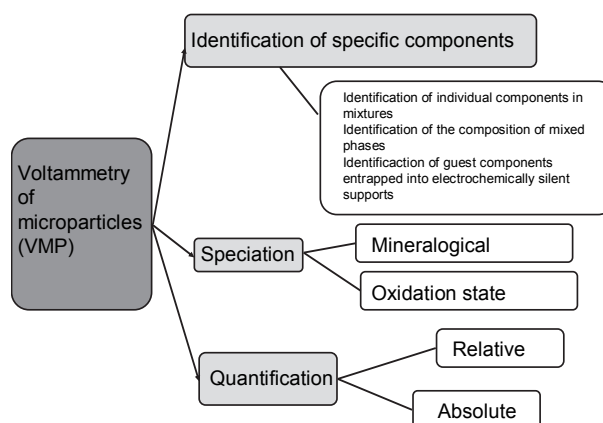 Identification of specific components
Identification of individual components in
mixtures
Identification of the composition of mixed
phases
Identificaction of guest components
entrapped into electrochemically silent
supports
Voltammetry
of
microparticles
(VMP)
Speciation
Mineralogical
Oxidation state
Quantification
Relative
Absolute